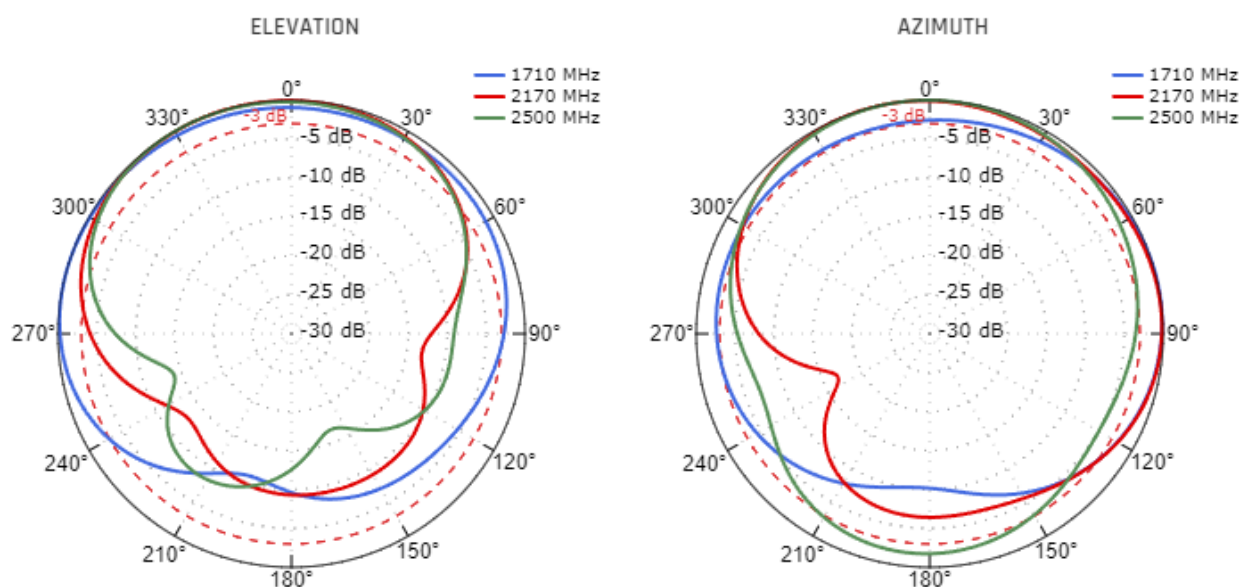 ELEVATION
1710 MHz
2170 MHz
2500 MHz
0°
30°
60°
90°
120°
150°
180°
210°
240°
270°
300°
330°
-3 dB
-5 dB
-10 dB
-15 dB
-20 dB
-25 dB
-30 dB
AZIMUTH
1710 MHz
2170 MHz
2500 MHz
0°
30°
60°
90°
120°
150°
180°
210°
240°
270°
300°
330°
-3 dB
-5 dB
-10 dB
-15 dB
-20 dB
-25 dB
-30 dB